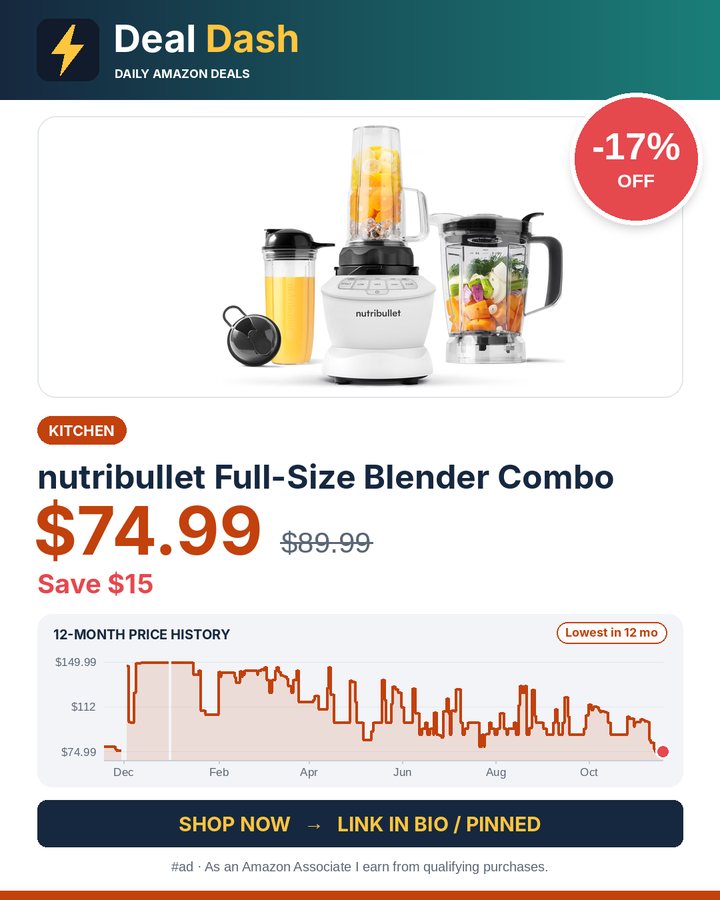 Deal Dash
DAILY AMAZON DEALS
-17%
OFF
nutribullet
KITCHEN
nutribullet Full-Size Blender Combo
$74.99 $89.99
Save $15
12-MONTH PRICE HISTORY
Lowest in 12 mo
$149.99
$112
$74.99
Dec Feb Apr Jun Aug Oct
SHOP NOW → LINK IN BIO / PINNED
#ad · As an Amazon Associate I earn from qualifying purchases.